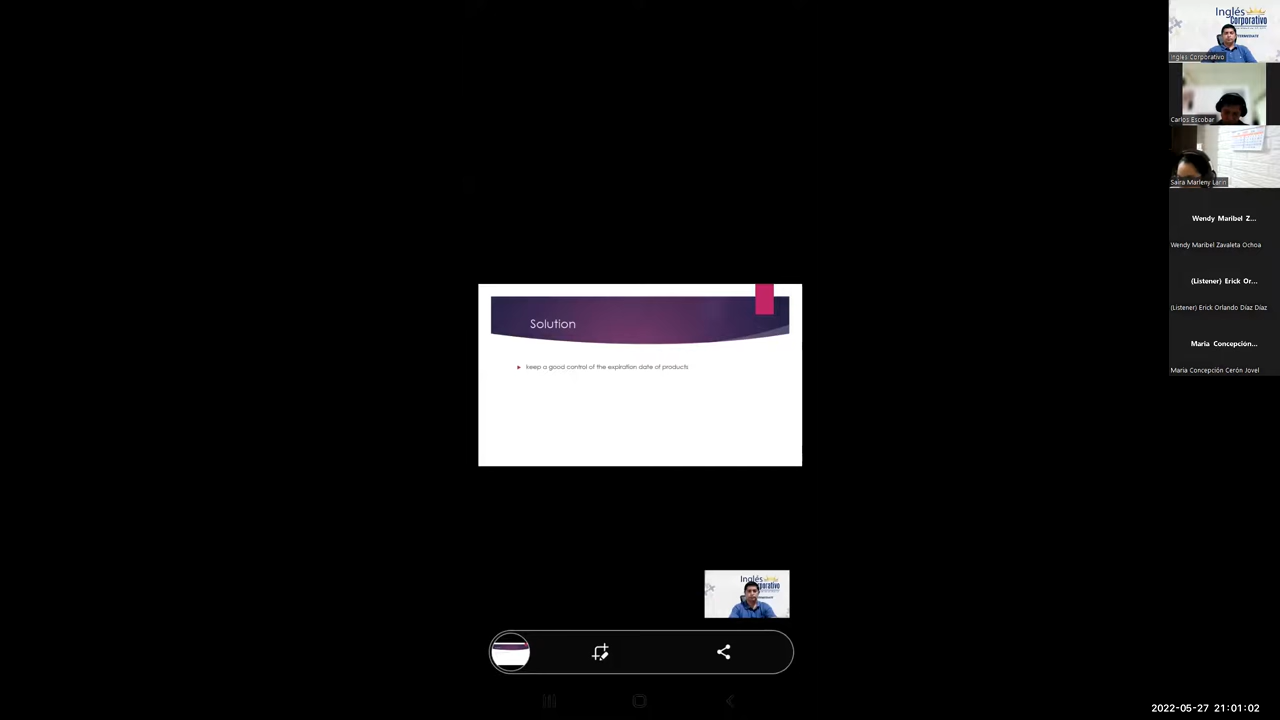 Solution
keep a good control of the expiration date of products
Inglés
Corporativo
Inglés
Corporativo
Ingles Corporativo
Carlos Escobar
Saira Marleny Larin
Wendy Maribel Z...
Wendy Maribel Zavaleta Ochoa
(Listener) Erick Or...
(Listener) Erick Orlando Díaz Díaz
Maria Concepción...
Maria Concepción Cerón Jovel
2022-05-27 21:01:02